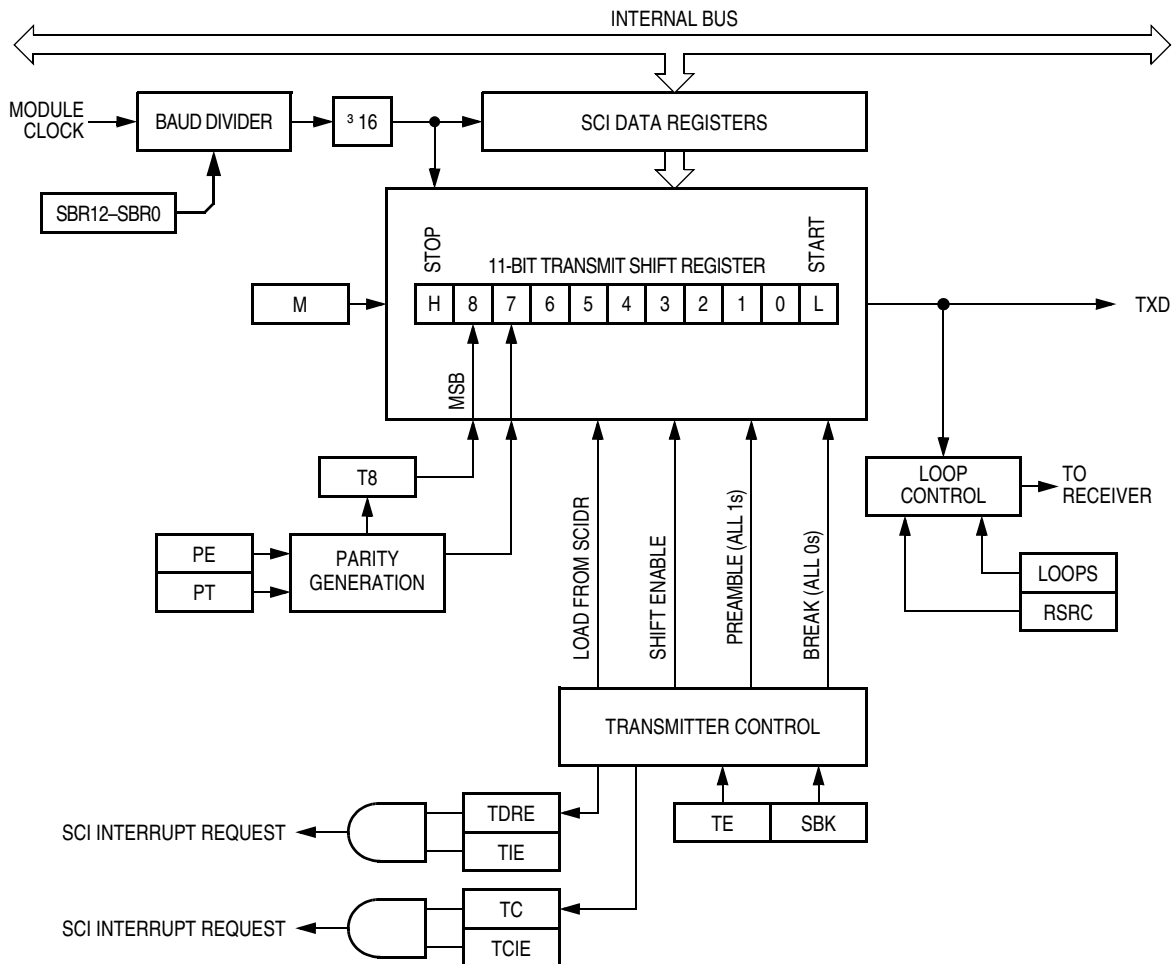 INTERNAL BUS
MODULE
CLOCK
BAUD DIVIDER
³ 16
SCI DATA REGISTERS
SBR12–SBR0
STOP
11-BIT TRANSMIT SHIFT REGISTER
START
M
H 8 7 6 5 4 3 2 1 0 L
TXD
MSB
T8
LOOP
CONTROL
TO
RECEIVER
PE
PT
PARITY
GENERATION
LOAD FROM SCIDR
SHIFT ENABLE
PREAMBLE (ALL 1s)
BREAK (ALL 0s)
LOOPS
RSRC
TRANSMITTER CONTROL
TE
SBK
SCI INTERRUPT REQUEST
TDRE
TIE
SCI INTERRUPT REQUEST
TC
TCIE